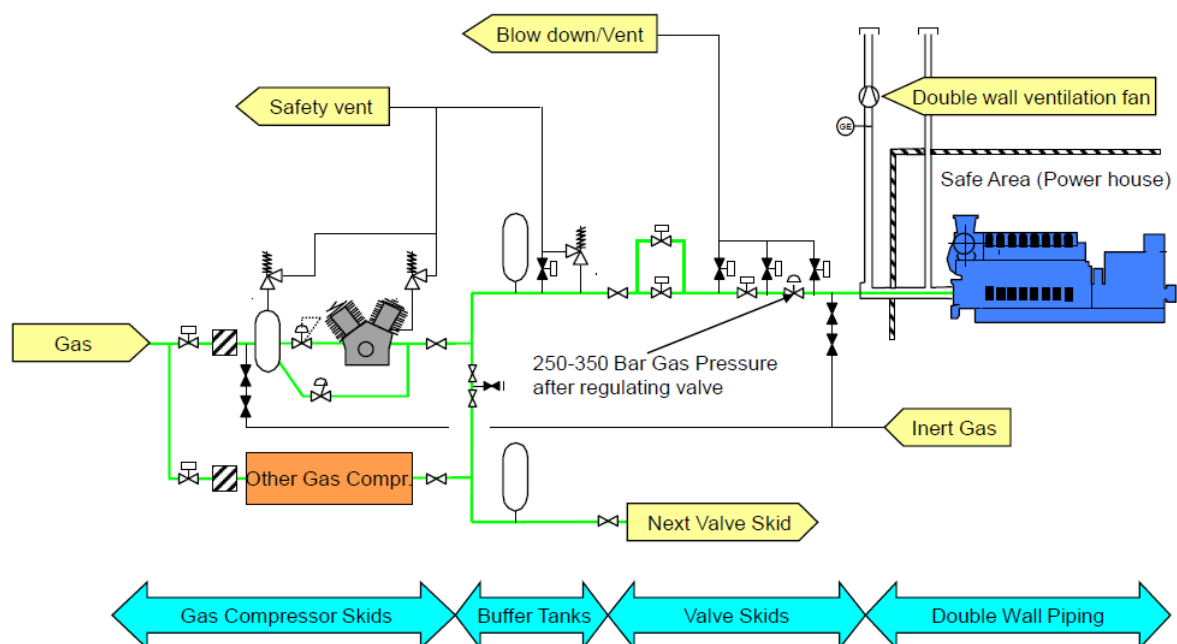 Blow down/Vent
Safety vent
Double wall ventilation fan
GE
Safe Area (Power house)
Gas
250-350 Bar Gas Pressure
after regulating valve
Inert Gas
Other Gas Compr.
Next Valve Skid
Gas Compressor Skids
Buffer Tanks
Valve Skids
Double Wall Piping